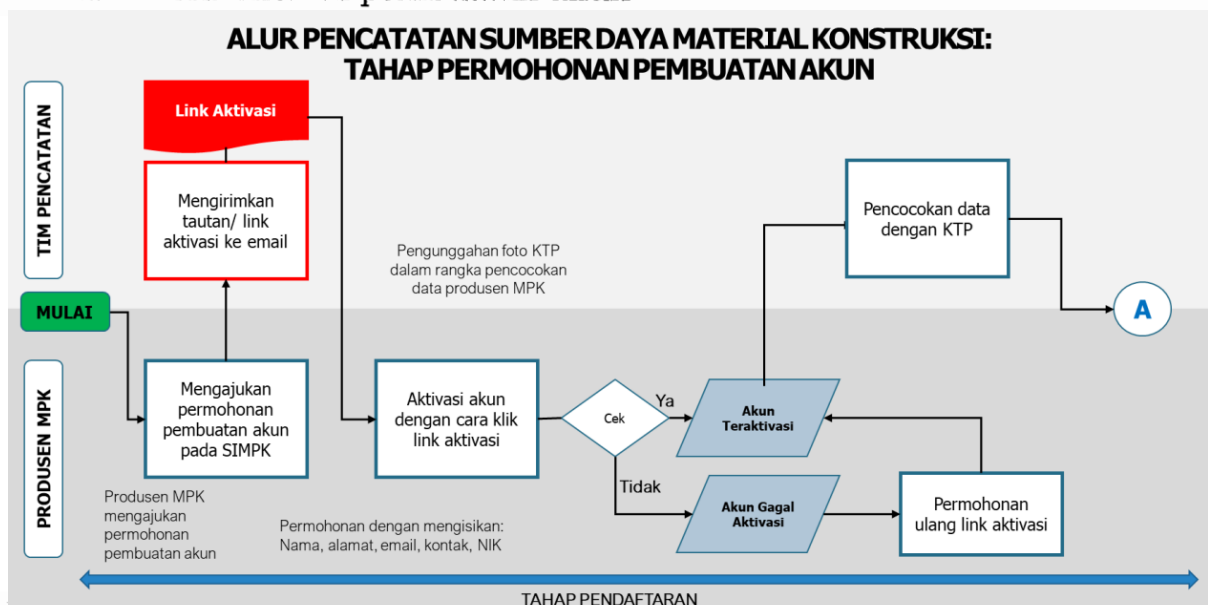 ALUR PENCATATAN SUMBER DAYA MATERIAL KONSTRUKSI:
TAHAP PERMOHONAN PEMBUATAN AKUN
TIM PENCATATAN
Link Aktivasi
Mengirimkan
tautan/ link
aktivasi ke email
Pengunggahan foto KTP
dalam rangka pencocokan
data produsen MPK
Pencocokan data
dengan KTP
MULAI
A
PRODUSEN MPK
Mengajukan
permohonan
pembuatan akun
pada SIMPK
Aktivasi akun
dengan cara klik
link aktivasi
Cek
Ya
Akun
Teraktivasi
Tidak
Akun Gagal
Aktivasi
Permohonan
ulang link aktivasi
Produsen MPK
mengajukan
permohonan
pembuatan akun
Permohonan dengan mengisikan:
Nama, alamat, email, kontak, NIK
TAHAP PENDAFTARAN